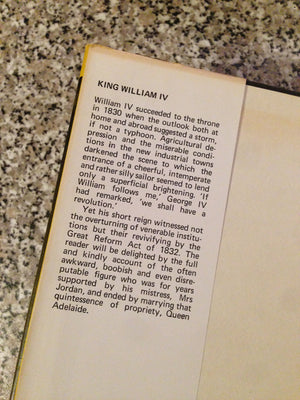 KING WILLIAM IV
William IV succeeded to the throne
in 1830 when the outlook both at
home and abroad suggested a storm,
if not a typhoon. Agricultural de-
pression and the miserable condi-
tions in the new industrial towns
darkened the scene to which the
entrance of a cheerful, intemperate
and rather silly sailor seemed to lend
only a superficial brightening. 'If
William follows me,' George IV
had remarked, 'we shall have a
revolution.'
Yet his short reign witnessed not
the overturning of venerable institu-
tions but their revivifying by the
Great Reform Act of 1832. The
reader will be delighted by the full
and kindly account of the often
awkward, boobish and even disre-
putable figure who was for years
supported by his mistress, Mrs
Jordan, and ended by marrying that
quintessence of propriety, Queen
Adelaide.